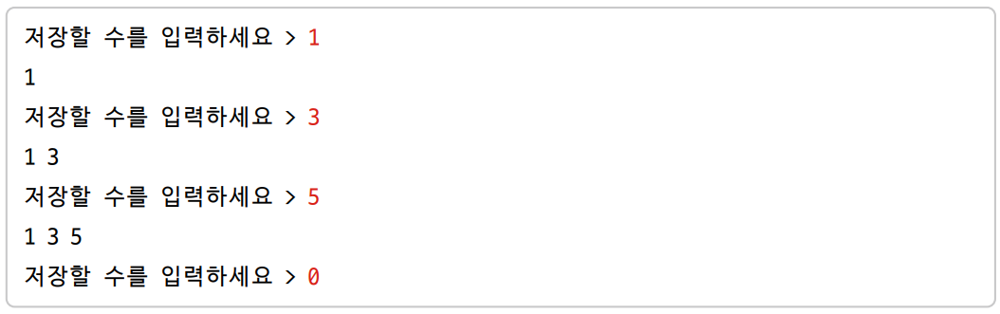 저장할 수를 입력하세요 > 1
1
저장할 수를 입력하세요 > 3
1 3
저장할 수를 입력하세요 > 5
1 3 5
저장할 수를 입력하세요 > 0